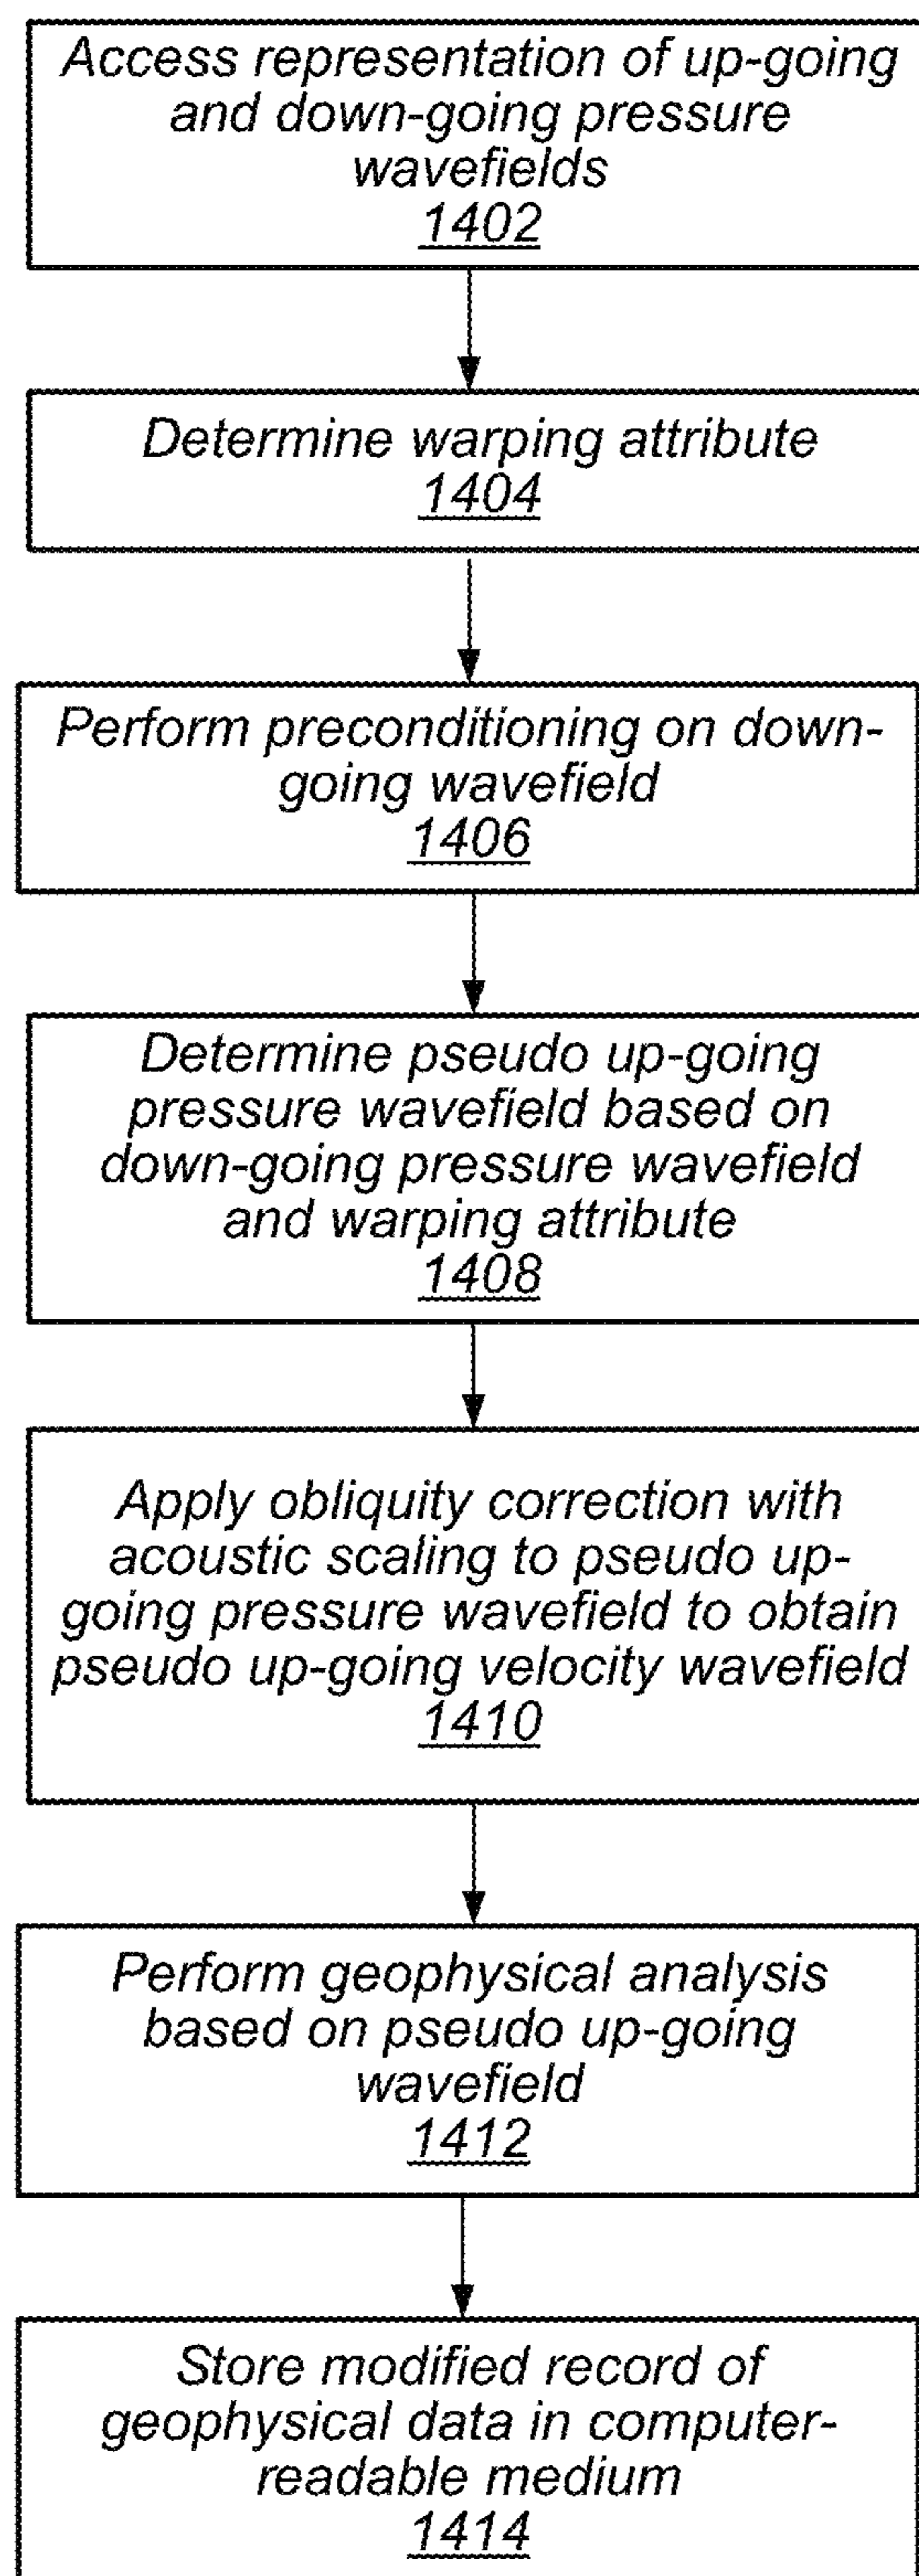 Access representation of up-going
and down-going pressure
wavefields
1402
Determine warping attribute
1404
Perform preconditioning on down-
going wavefield
1406
Determine pseudo up-going
pressure wavefield based on
down-going pressure wavefield
and warping attribute
1408
Apply obliquity correction with
acoustic scaling to pseudo up-
going pressure wavefield to obtain
pseudo up-going velocity wavefield
1410
Perform geophysical analysis
based on pseudo up-going
wavefield
1412
Store modified record of
geophysical data in computer-
readable medium
1414